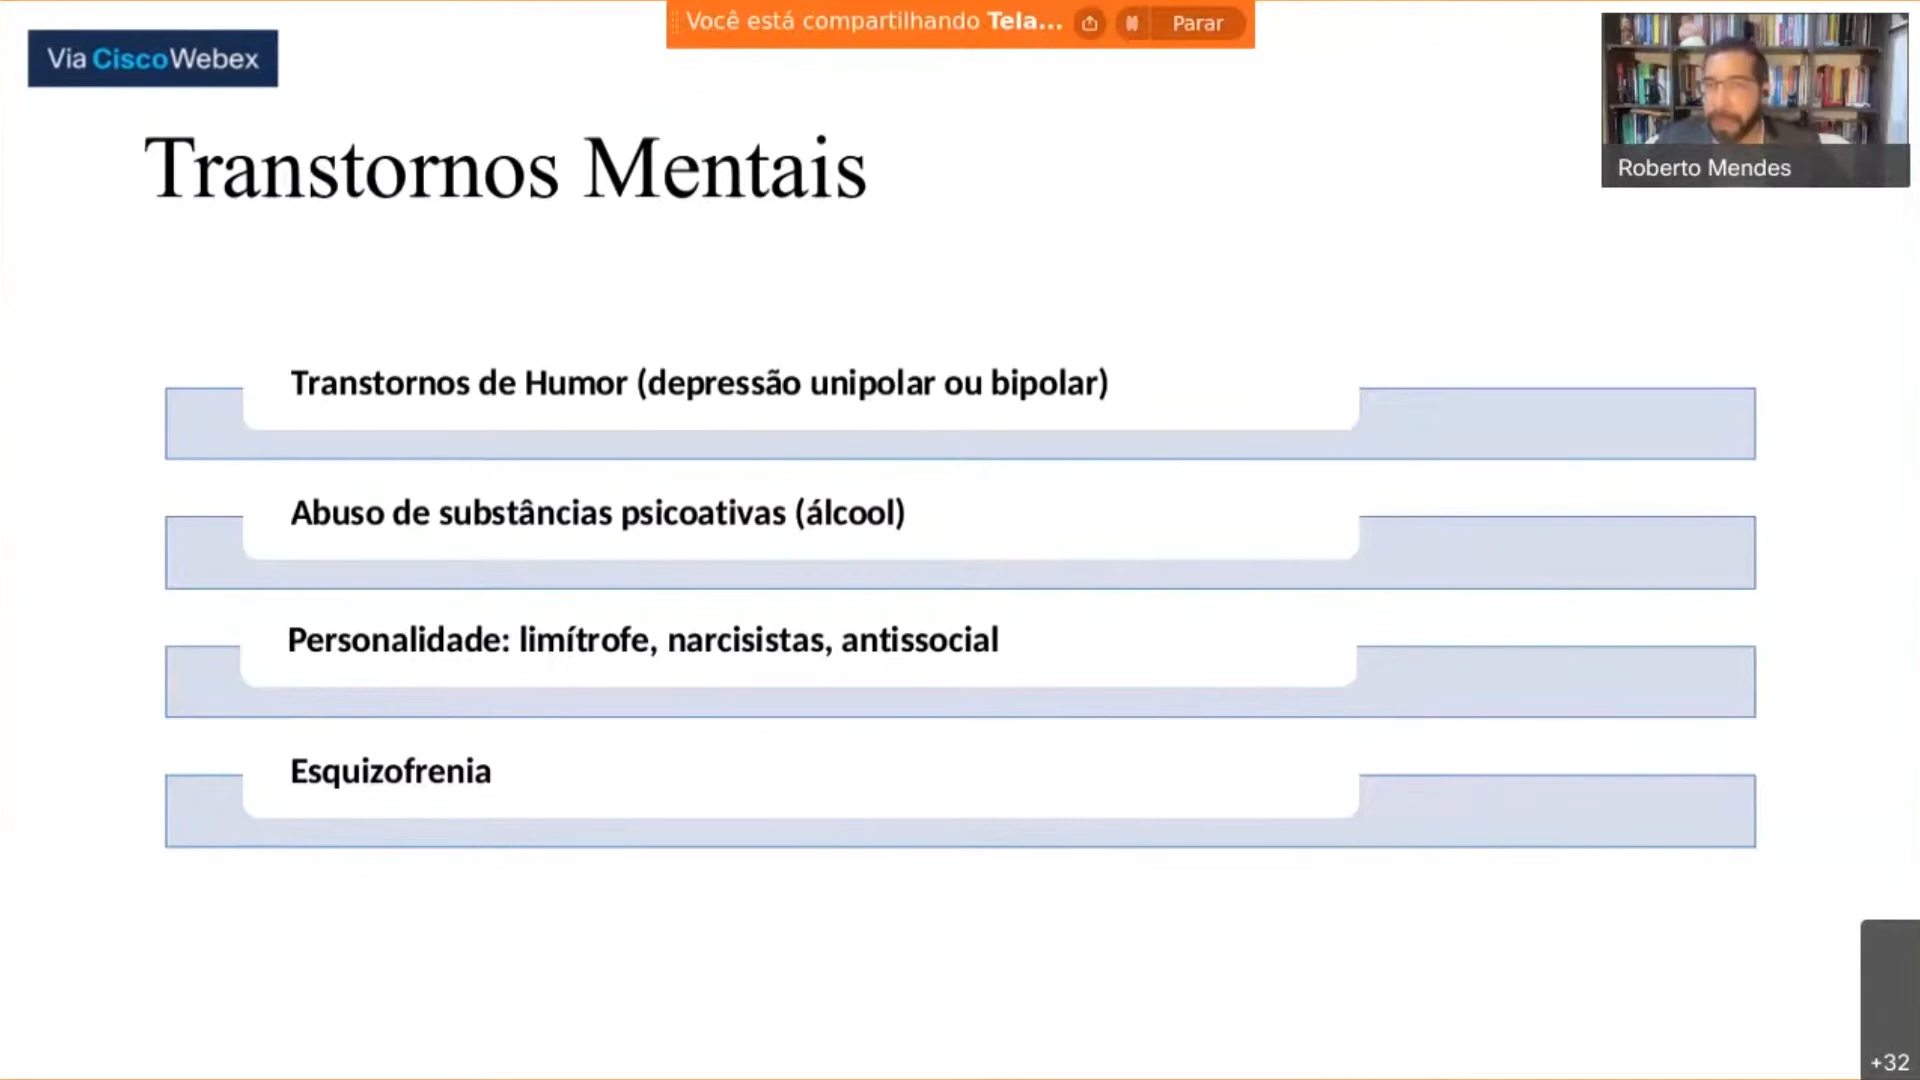 Você está compartilhando Tela... Parar
Via CiscoWebex
Roberto Mendes
Transtornos Mentais
Transtornos de Humor (depressão unipolar ou bipolar)
Abuso de substâncias psicoativas (álcool)
Personalidade: limítrofe, narcisistas, antissocial
Esquizofrenia
+32